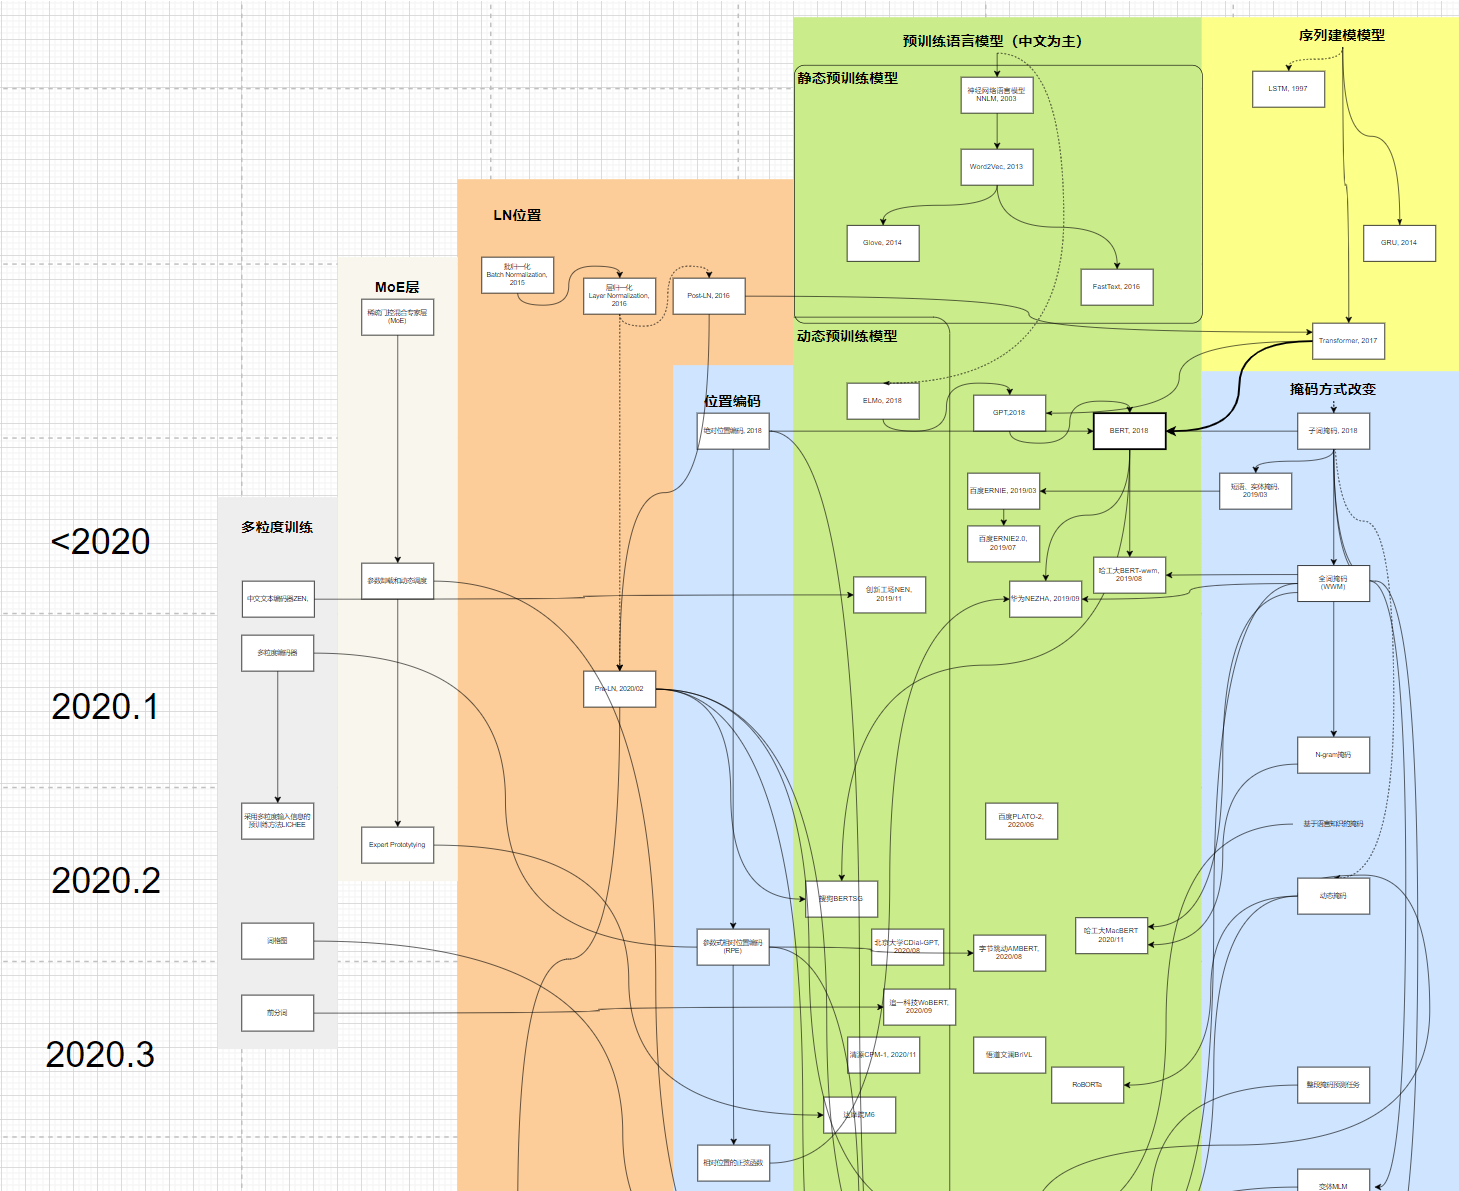 预训练语言模型（中文为主）
序列建模模型
静态预训练模型
神经网络语言模型
NNLM, 2003
LSTM, 1997
Word2Vec, 2013
LN位置
Glove, 2014
GRU, 2014
批归一化
Batch Normalization,
2015
层归一化
Layer Normalization,
2016
Post-LN, 2016
FastText, 2016
MoE层
稀疏门控混合专家层
(MoE)
动态预训练模型
Transformer, 2017
位置编码
掩码方式改变
ELMo, 2018
GPT,2018
绝对位置编码, 2018
BERT, 2018
子词掩码, 2018
百度ERNIE, 2019/03
短语、实体掩码,
2019/03
<2020
多粒度训练
百度ERNIE2.0,
2019/07
参数卸载和动态调度
哈工大BERT-wwm,
2019/08
全词掩码
(WWM)
中文文本编码器ZEN,
创新工场NEN,
2019/11
华为NEZHA, 2019/09
多粒度编码器
2020.1
Pre-LN, 2020/02
N-gram掩码
采用多粒度输入信息的
预训练方法LICHEE
百度PLATO-2,
2020/06
基于语言知识的掩码
Expert Prototyiying
2020.2
搜狗BERTSG
动态掩码
词格图
参数式相对位置编码
(RPE)
北京大学CDial-GPT,
2020/08
字节跳动AMBERT,
2020/08
哈工大MacBERT
2020/11
前分词
追一科技WoBERT,
2020/09
2020.3
清源CPM-1, 2020/11
悟道文澜BriVL
RoBORTa
整段掩码预测任务
达摩院M6
相对位置的正弦函数
变体MLM